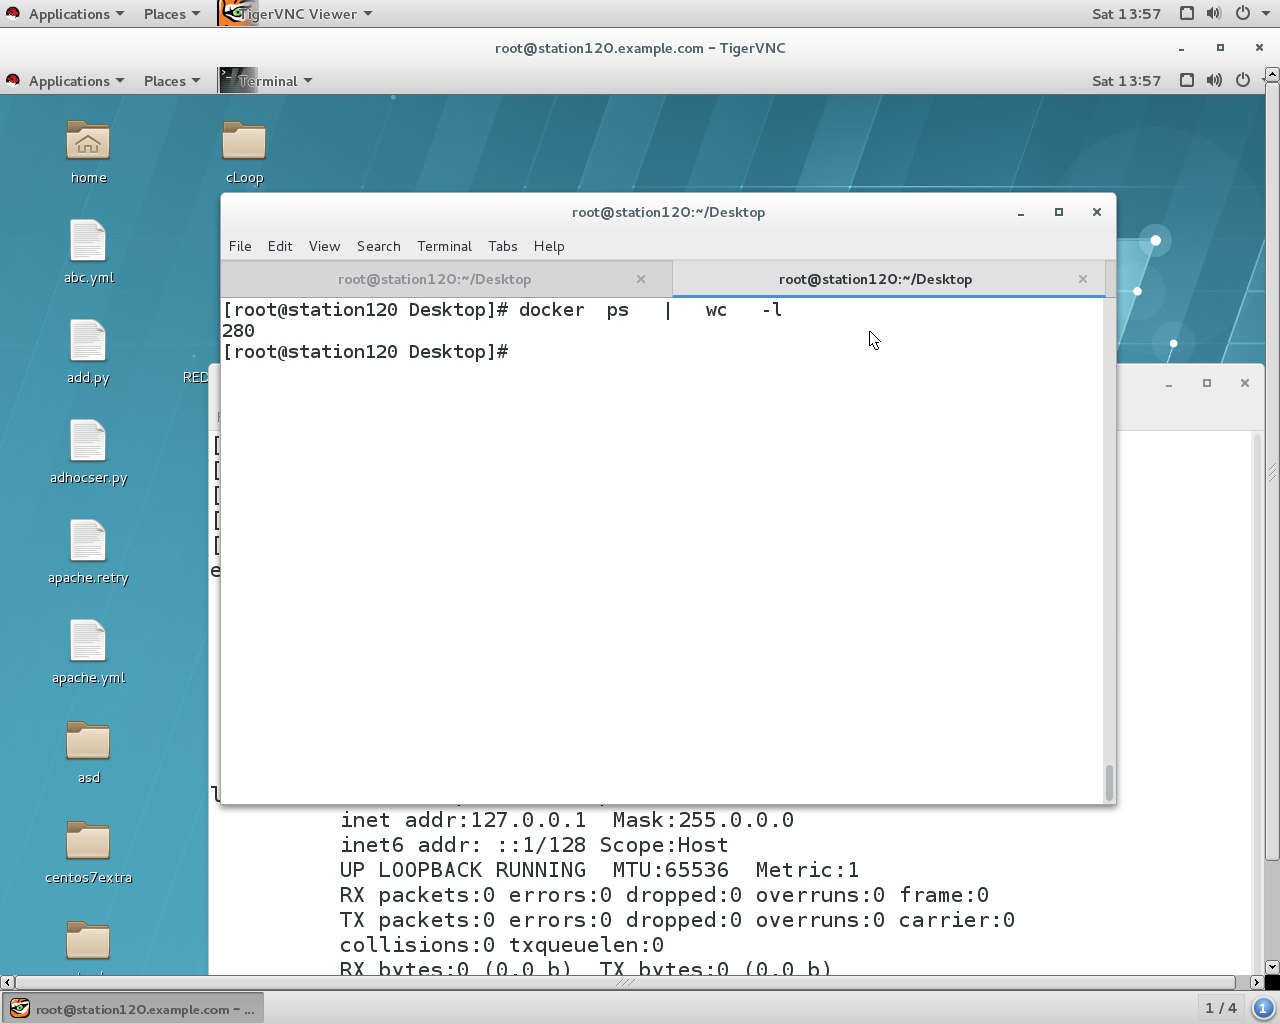 Applications Places TigerVNC Viewer Sat 13:57
root@station120.example.com - TigerVNC
Applications Places Terminal Sat 13:57
home
cLoop
abc.yml
add.py
RED
adhocser.py
apache.retry
apache.yml
asd
centos7extra
root@station120:~/Desktop
File Edit View Search Terminal Tabs Help
root@station120:~/Desktop root@station120:~/Desktop
[root@station120 Desktop]# docker  ps   |   wc   -l
280
[root@station120 Desktop]#
[
[
[
[
[
e
l
inet addr:127.0.0.1  Mask:255.0.0.0
inet6 addr: ::1/128 Scope:Host
UP LOOPBACK RUNNING  MTU:65536  Metric:1
RX packets:0 errors:0 dropped:0 overruns:0 frame:0
TX packets:0 errors:0 dropped:0 overruns:0 carrier:0
collisions:0 txqueuelen:0
RX bytes:0 (0.0 b)  TX bytes:0 (0.0 b)
root@station120.example.com - ...
1 / 4
1